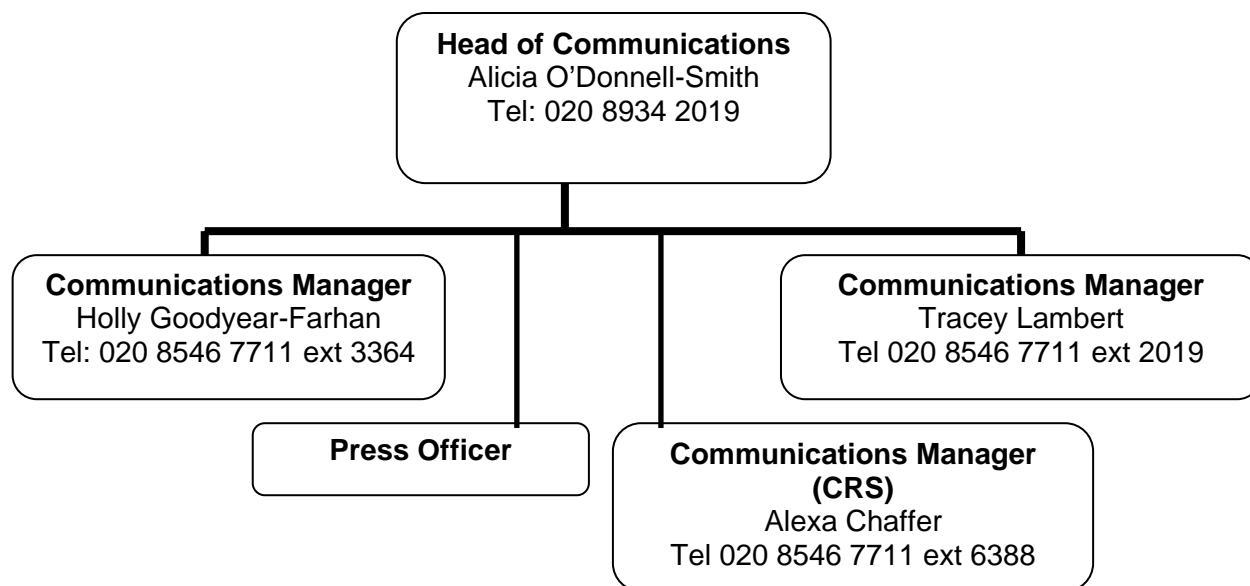 Head of Communications
Alicia O’Donnell-Smith
Tel: 020 8934 2019
Communications Manager
Holly Goodyear-Farhan
Tel: 020 8546 7711 ext 3364
Communications Manager
Tracey Lambert
Tel 020 8546 7711 ext 2019
Press Officer
Communications Manager
(CRS)
Alexa Chaffer
Tel 020 8546 7711 ext 6388